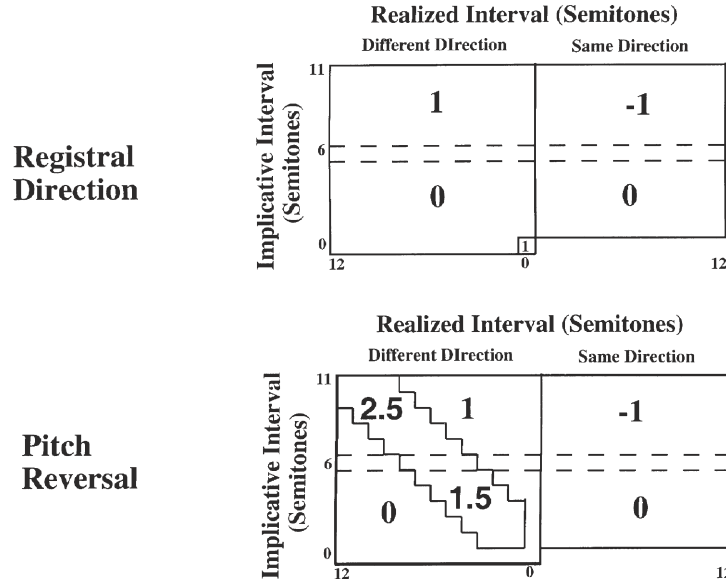 Realized Interval (Semitones)
Different DIrection Same Direction
Registral
Direction
Implicative Interval
((Semitones)
11
6
0
1 -1
0 0
1
12 0 12
Realized Interval (Semitones)
Different DIrection Same Direction
Pitch
Reversal
Implicative Interval
((Semitones)
11
6
0
2.5 1 -1
1.5
0 0
12 0 12